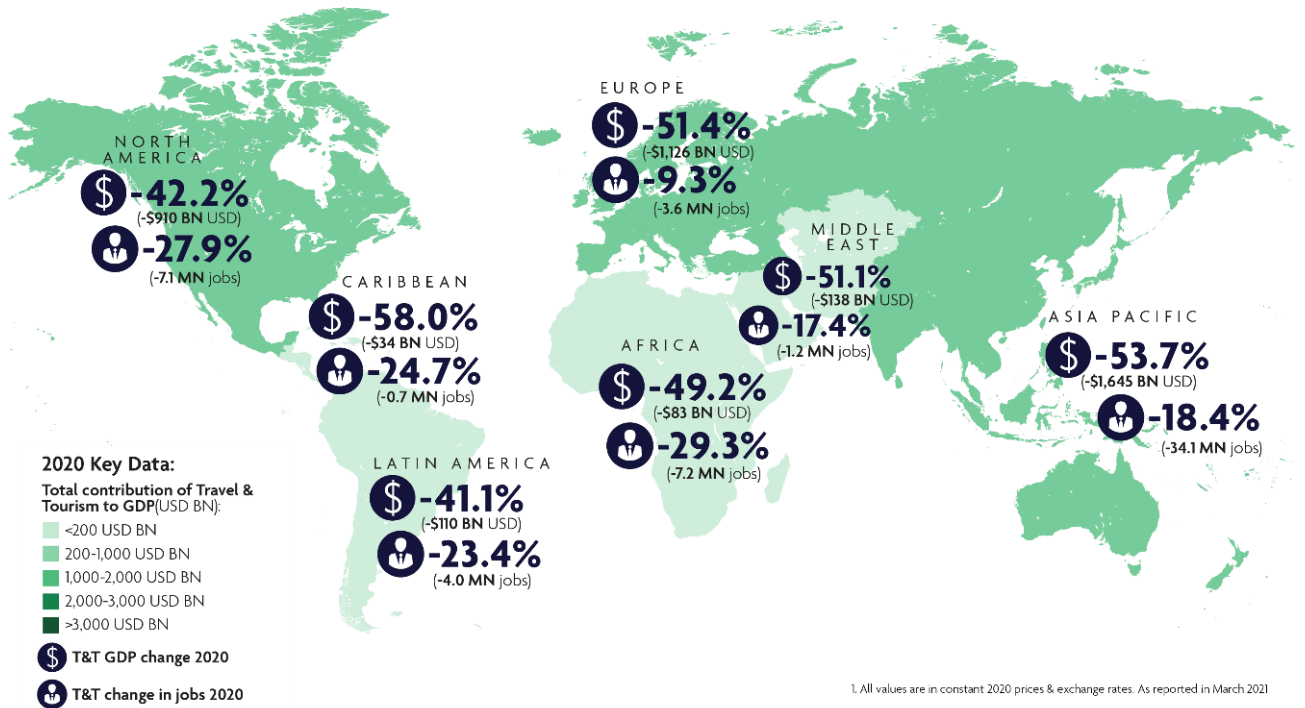 NORTH
AMERICA
$ -42.2%
(-$910 BN USD)
-27.9%
(-7.1 MN jobs)
CARIBBEAN
$ -58.0%
(-$34 BN USD)
-24.7%
(-0.7 MN jobs)
LATIN AMERICA
$ -41.1%
(-$110 BN USD)
-23.4%
(-4.0 MN jobs)
EUROPE
$ -51.4%
(-$1,126 BN USD)
-9.3%
(-3.6 MN jobs)
AFRICA
$ -49.2%
(-$83 BN USD)
-29.3%
(-7.2 MN jobs)
MIDDLE
EAST
$ -51.1%
(-$138 BN USD)
-17.4%
(-1.2 MN jobs)
ASIA PACIFIC
$ -53.7%
(-$1,645 BN USD)
-18.4%
(-34.1 MN jobs)
2020 Key Data:
Total contribution of Travel &
Tourism to GDP(USD BN):
<200 USD BN
200-1,000 USD BN
1,000-2,000 USD BN
2,000-3,000 USD BN
>3,000 USD BN
$ T&T GDP change 2020
T&T change in jobs 2020
1. All values are in constant 2020 prices & exchange rates. As reported in March 2021